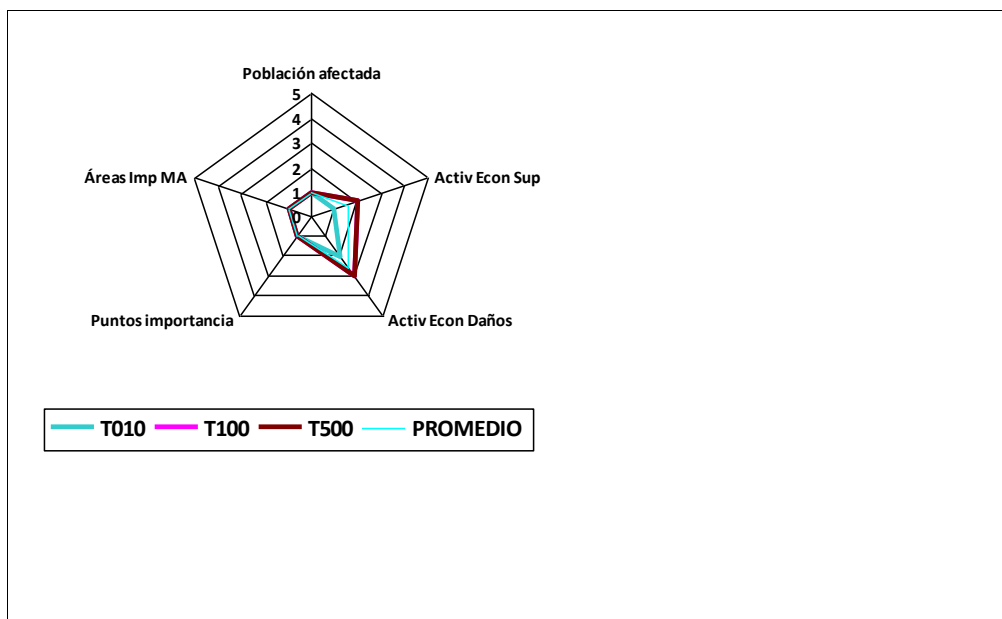 Población afectada
5
4
3
2
1
0
Áreas Imp MA
Activ Econ Sup
Puntos importancia
Activ Econ Daños
T010 T100 T500 PROMEDIO